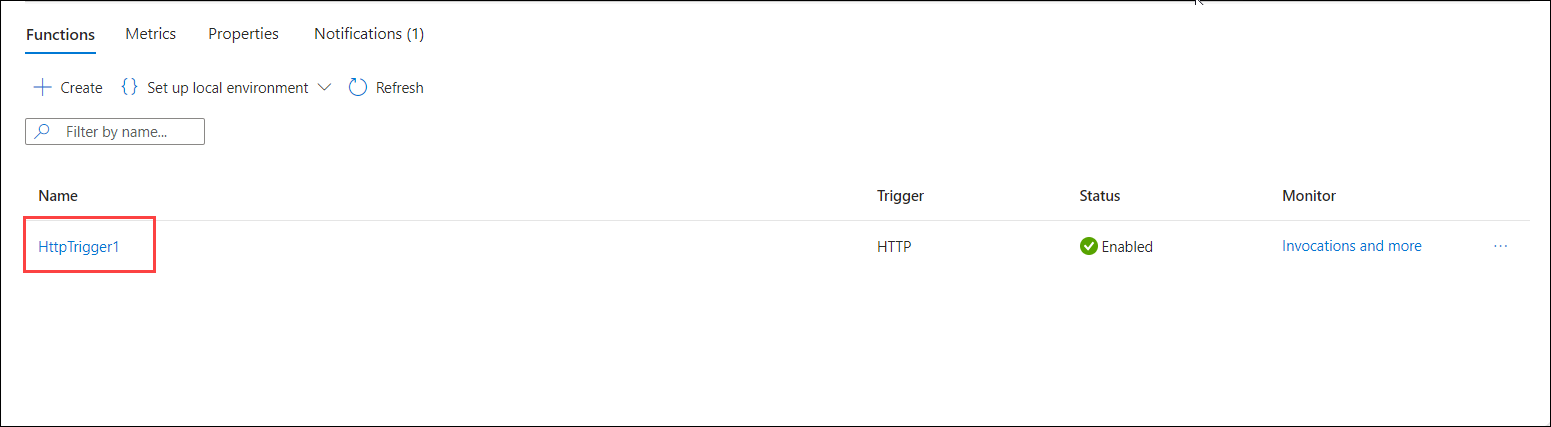 Functions Metrics Properties Notifications (1)
Create {} Set up local environment Refresh
Filter by name...
Name Trigger Status Monitor
HttpTrigger1 HTTP Enabled Invocations and more ...